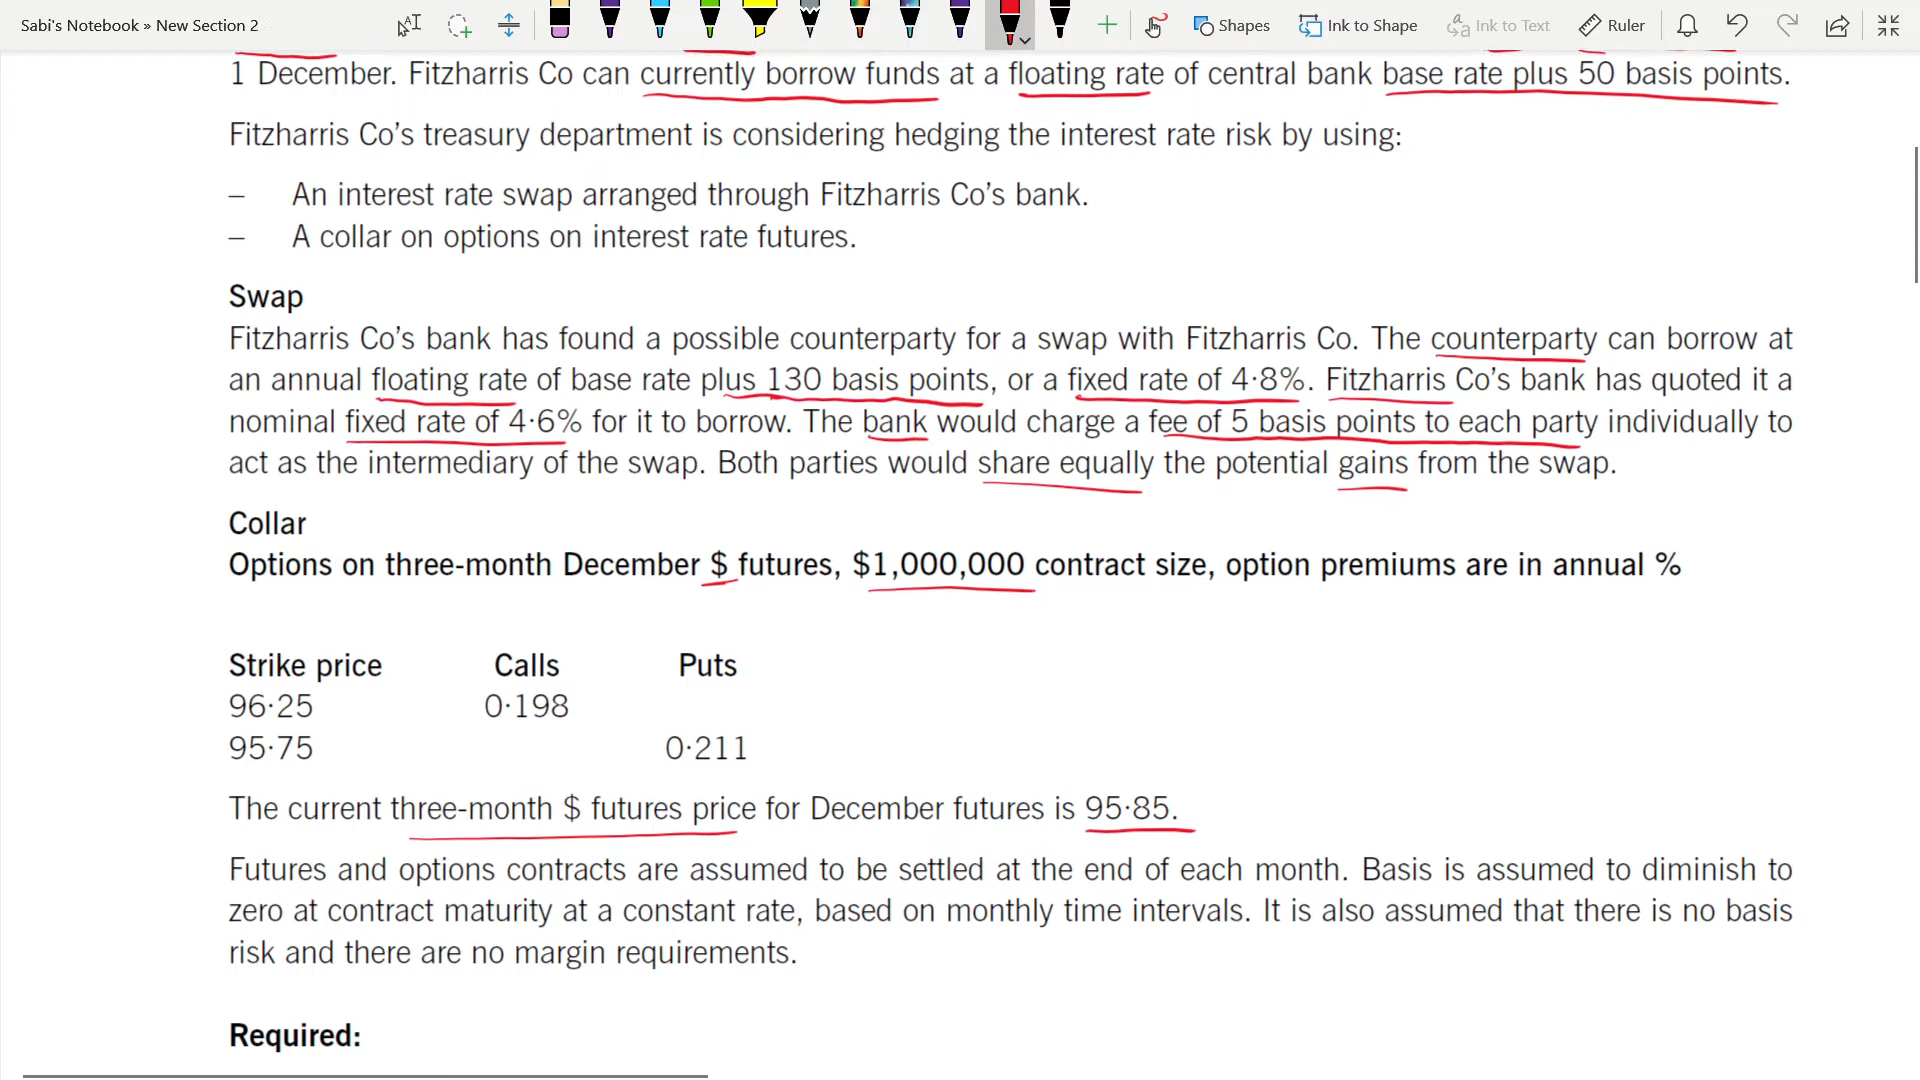 Sabi's Notebook » New Section 2
Shapes
Ink to Shape
Ink to Text
Ruler
1 December. Fitzharris Co can currently borrow funds at a floating rate of central bank base rate plus 50 basis points.
Fitzharris Co's treasury department is considering hedging the interest rate risk by using:
– An interest rate swap arranged through Fitzharris Co's bank.
– A collar on options on interest rate futures.
Swap
Fitzharris Co's bank has found a possible counterparty for a swap with Fitzharris Co. The counterparty can borrow at
an annual floating rate of base rate plus 130 basis points, or a fixed rate of 4·8%. Fitzharris Co's bank has quoted it a
nominal fixed rate of 4·6% for it to borrow. The bank would charge a fee of 5 basis points to each party individually to
act as the intermediary of the swap. Both parties would share equally the potential gains from the swap.
Collar
Options on three-month December $ futures, $1,000,000 contract size, option premiums are in annual %
Strike price Calls Puts
96·25 0·198
95·75 0·211
The current three-month $ futures price for December futures is 95·85.
Futures and options contracts are assumed to be settled at the end of each month. Basis is assumed to diminish to
zero at contract maturity at a constant rate, based on monthly time intervals. It is also assumed that there is no basis
risk and there are no margin requirements.
Required: